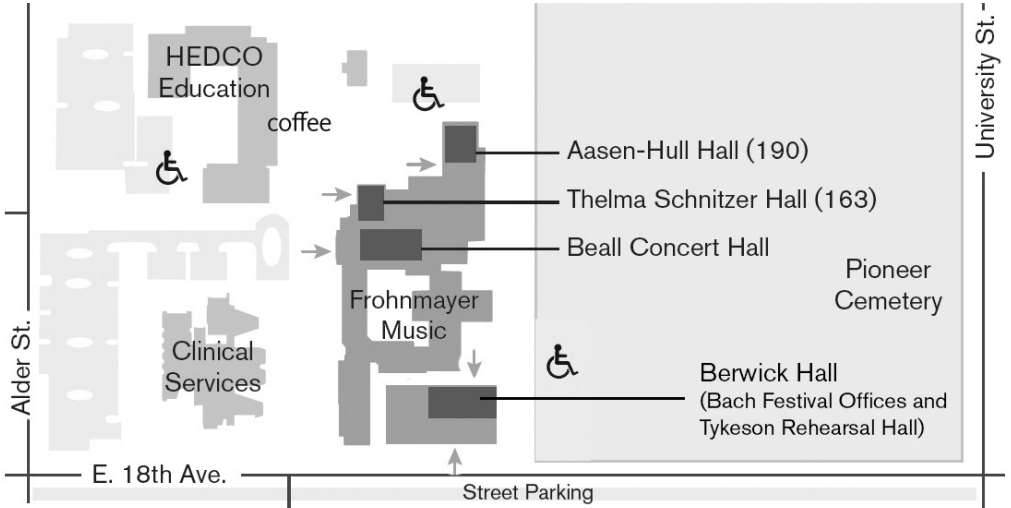 HEDCO
Education
coffee
University St.
Aasen-Hull Hall (190)
Thelma Schnitzer Hall (163)
Beall Concert Hall
Pioneer
Cemetery
Frohnmayer
Music
Alder St.
Clinical
Services
Berwick Hall
(Bach Festival Offices and
Tykeson Rehearsal Hall)
E. 18th Ave.
Street Parking